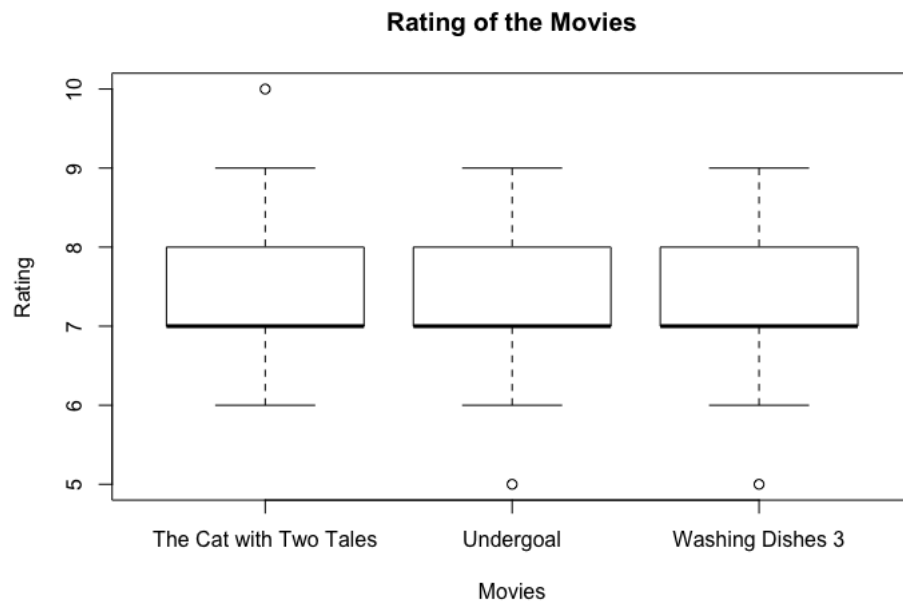 Rating of the Movies
Rating
10
9
8
7
6
5
The Cat with Two Tales
Undergoal
Washing Dishes 3
Movies